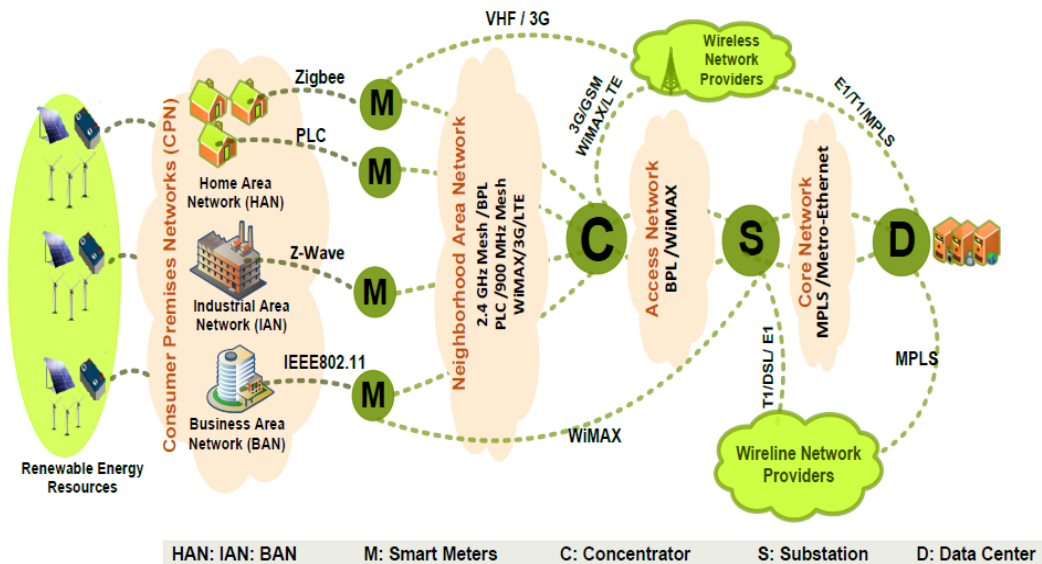 VHF / 3G
Wireless
Network
Providers
Zigbee
PLC
Z-Wave
IEEE802.11
Consumer Premises Networks (CPN)
Home Area
Network (HAN)
Industrial Area
Network (IAN)
Business Area
Network (BAN)
Renewable Energy
Resources
M
M
M
M
Neighborhood Area Network
2.4 GHz Mesh /BPL
PLC /900 MHz Mesh
WiMAX/3G/LTE
3G/GSM
WiMAX/LTE
C
Access Network
BPL /WiMAX
S
Core Network
MPLS /Metro-Ethernet
E1/T1/MPLS
D
MPLS
T1/DSL/ E1
WiMAX
Wireline Network
Providers
HAN: IAN: BAN M: Smart Meters C: Concentrator S: Substation D: Data Center